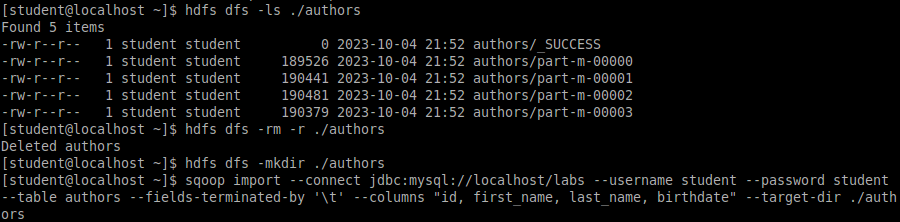 [student@localhost ~]$ hdfs dfs -ls ./authors
Found 5 items
-rw-r--r--   1 student student          0 2023-10-04 21:52 authors/_SUCCESS
-rw-r--r--   1 student student     189526 2023-10-04 21:52 authors/part-m-00000
-rw-r--r--   1 student student     190441 2023-10-04 21:52 authors/part-m-00001
-rw-r--r--   1 student student     190481 2023-10-04 21:52 authors/part-m-00002
-rw-r--r--   1 student student     190379 2023-10-04 21:52 authors/part-m-00003
[student@localhost ~]$ hdfs dfs -rm -r ./authors
Deleted authors
[student@localhost ~]$ hdfs dfs -mkdir ./authors
[student@localhost ~]$ sqoop import --connect jdbc:mysql://localhost/labs --username student --password student
--table authors --fields-terminated-by '\t' --columns "id, first_name, last_name, birthdate" --target-dir ./auth
ors